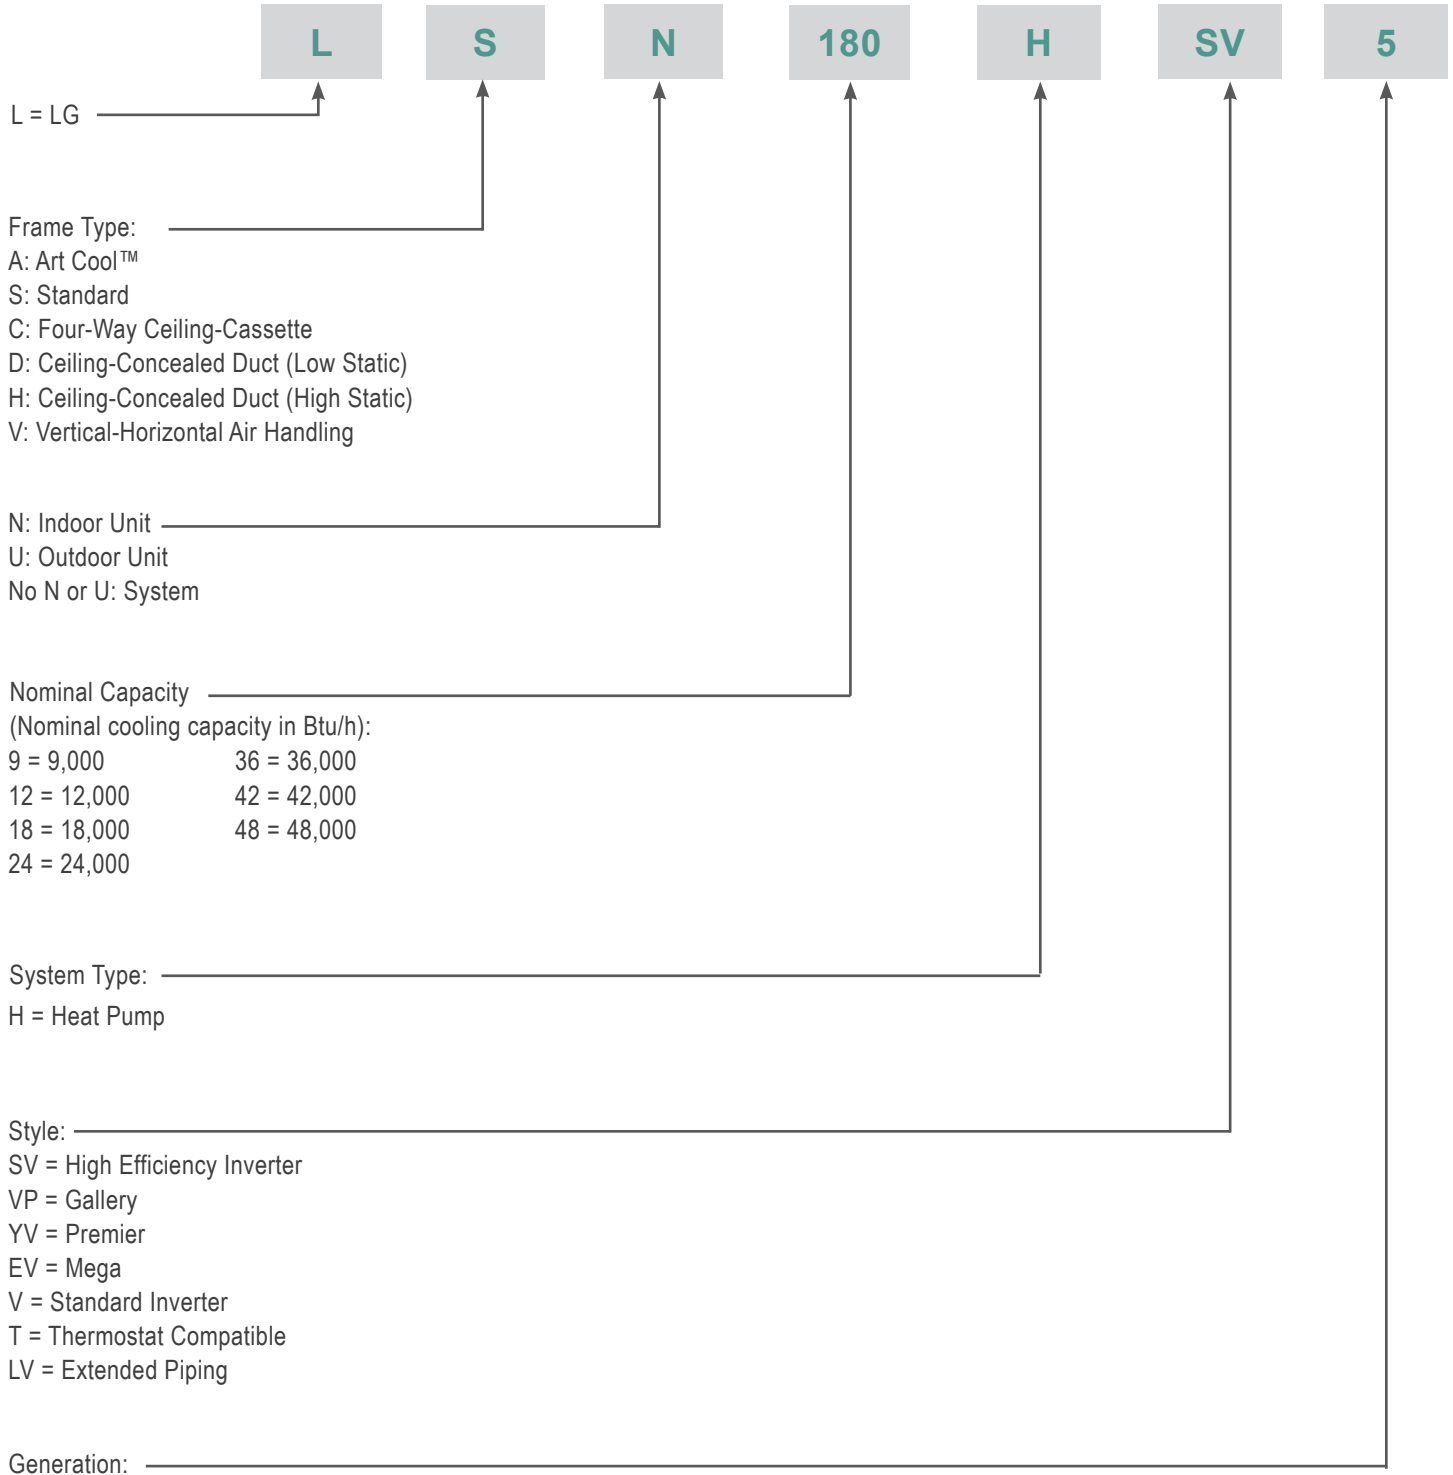 L S N 180 H SV 5
L = LG
Frame Type:
A: Art Cool™
S: Standard
C: Four-Way Ceiling-Cassette
D: Ceiling-Concealed Duct (Low Static)
H: Ceiling-Concealed Duct (High Static)
V: Vertical-Horizontal Air Handling
N: Indoor Unit
U: Outdoor Unit
No N or U: System
Nominal Capacity
(Nominal cooling capacity in Btu/h):
9 = 9,000 36 = 36,000
12 = 12,000 42 = 42,000
18 = 18,000 48 = 48,000
24 = 24,000
System Type:
H = Heat Pump
Style:
SV = High Efficiency Inverter
VP = Gallery
YV = Premier
EV = Mega
V = Standard Inverter
T = Thermostat Compatible
LV = Extended Piping
Generation: